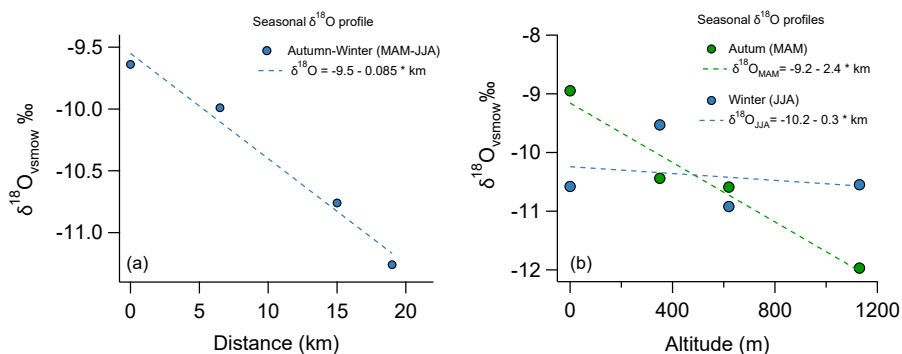 Seasonal δ¹⁸O profile
Autumn-Winter (MAM-JJA)
δ¹⁸O = -9.5 - 0.085 * km
-9.5
-10.0
-10.5
-11.0
δ¹⁸Ovsmow ‰
(a)
0
5
10
15
20
Distance (km)
Seasonal δ¹⁸O profiles
Autum (MAM)
δ¹⁸OMAM= -9.2 - 2.4 * km
Winter (JJA)
δ¹⁸OJJA= -10.2 - 0.3 * km
-8
-9
-10
-11
-12
δ¹⁸Ovsmow‰
(b)
0
400
800
1200
Altitude (m)